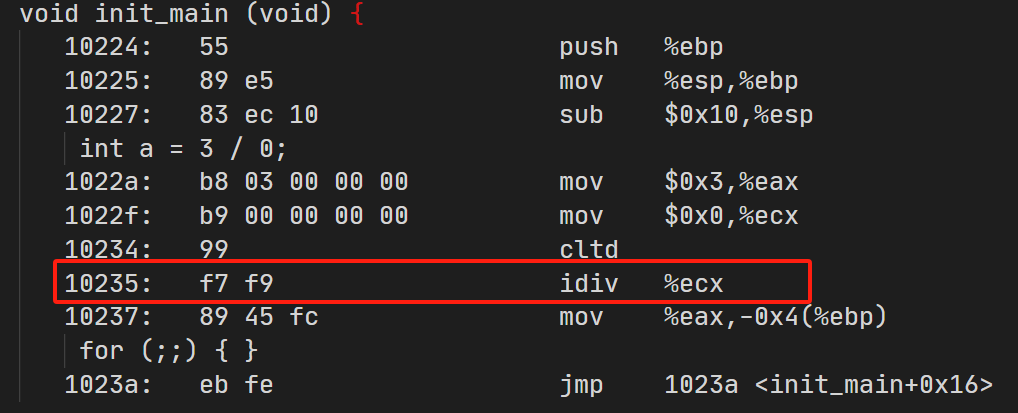 void init_main (void) {
10224: 55 push %ebp
10225: 89 e5 mov %esp,%ebp
10227: 83 ec 10 sub $0x10,%esp
int a = 3 / 0;
1022a: b8 03 00 00 00 mov $0x3,%eax
1022f: b9 00 00 00 00 mov $0x0,%ecx
10234: 99 cltd
10235: f7 f9 idiv %ecx
10237: 89 45 fc mov %eax,-0x4(%ebp)
for (;;) { }
1023a: eb fe jmp 1023a <init_main+0x16>